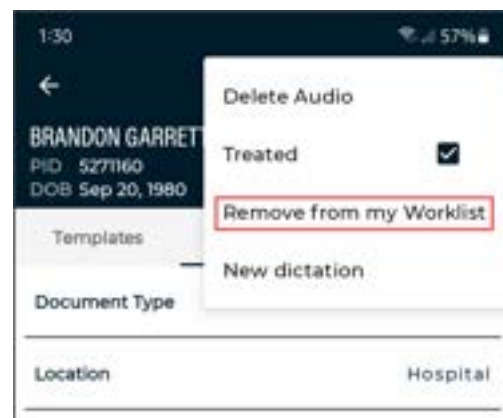 1:30 57%
BRANDON GARRETT
PID 5271160
DOB Sep 20, 1980
Delete Audio
Treated
Remove from my Worklist
New dictation
Templates
Document Type
Location Hospital